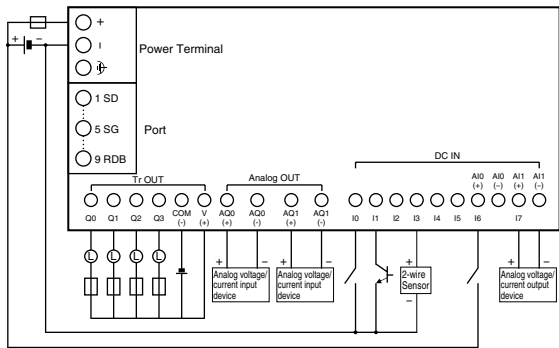 +
+ −
−
Power Terminal
1 SD
5 SG
Port
9 RDB
DC IN
Tr OUT
Analog OUT
AI0 (+) AI0 (−) AI1 (+) AI1 (−)
Q0 Q1 Q2 Q3 COM (-) V (+) AQ0 (+) AQ0 (-) AQ1 (+) AQ1 (-) I0 I1 I2 I3 I4 I5 I6 I7
L L L L
+ − + − + + −
Analog voltage/ current input device
Analog voltage/ current input device
2-wire Sensor
Analog voltage/ current output device
−